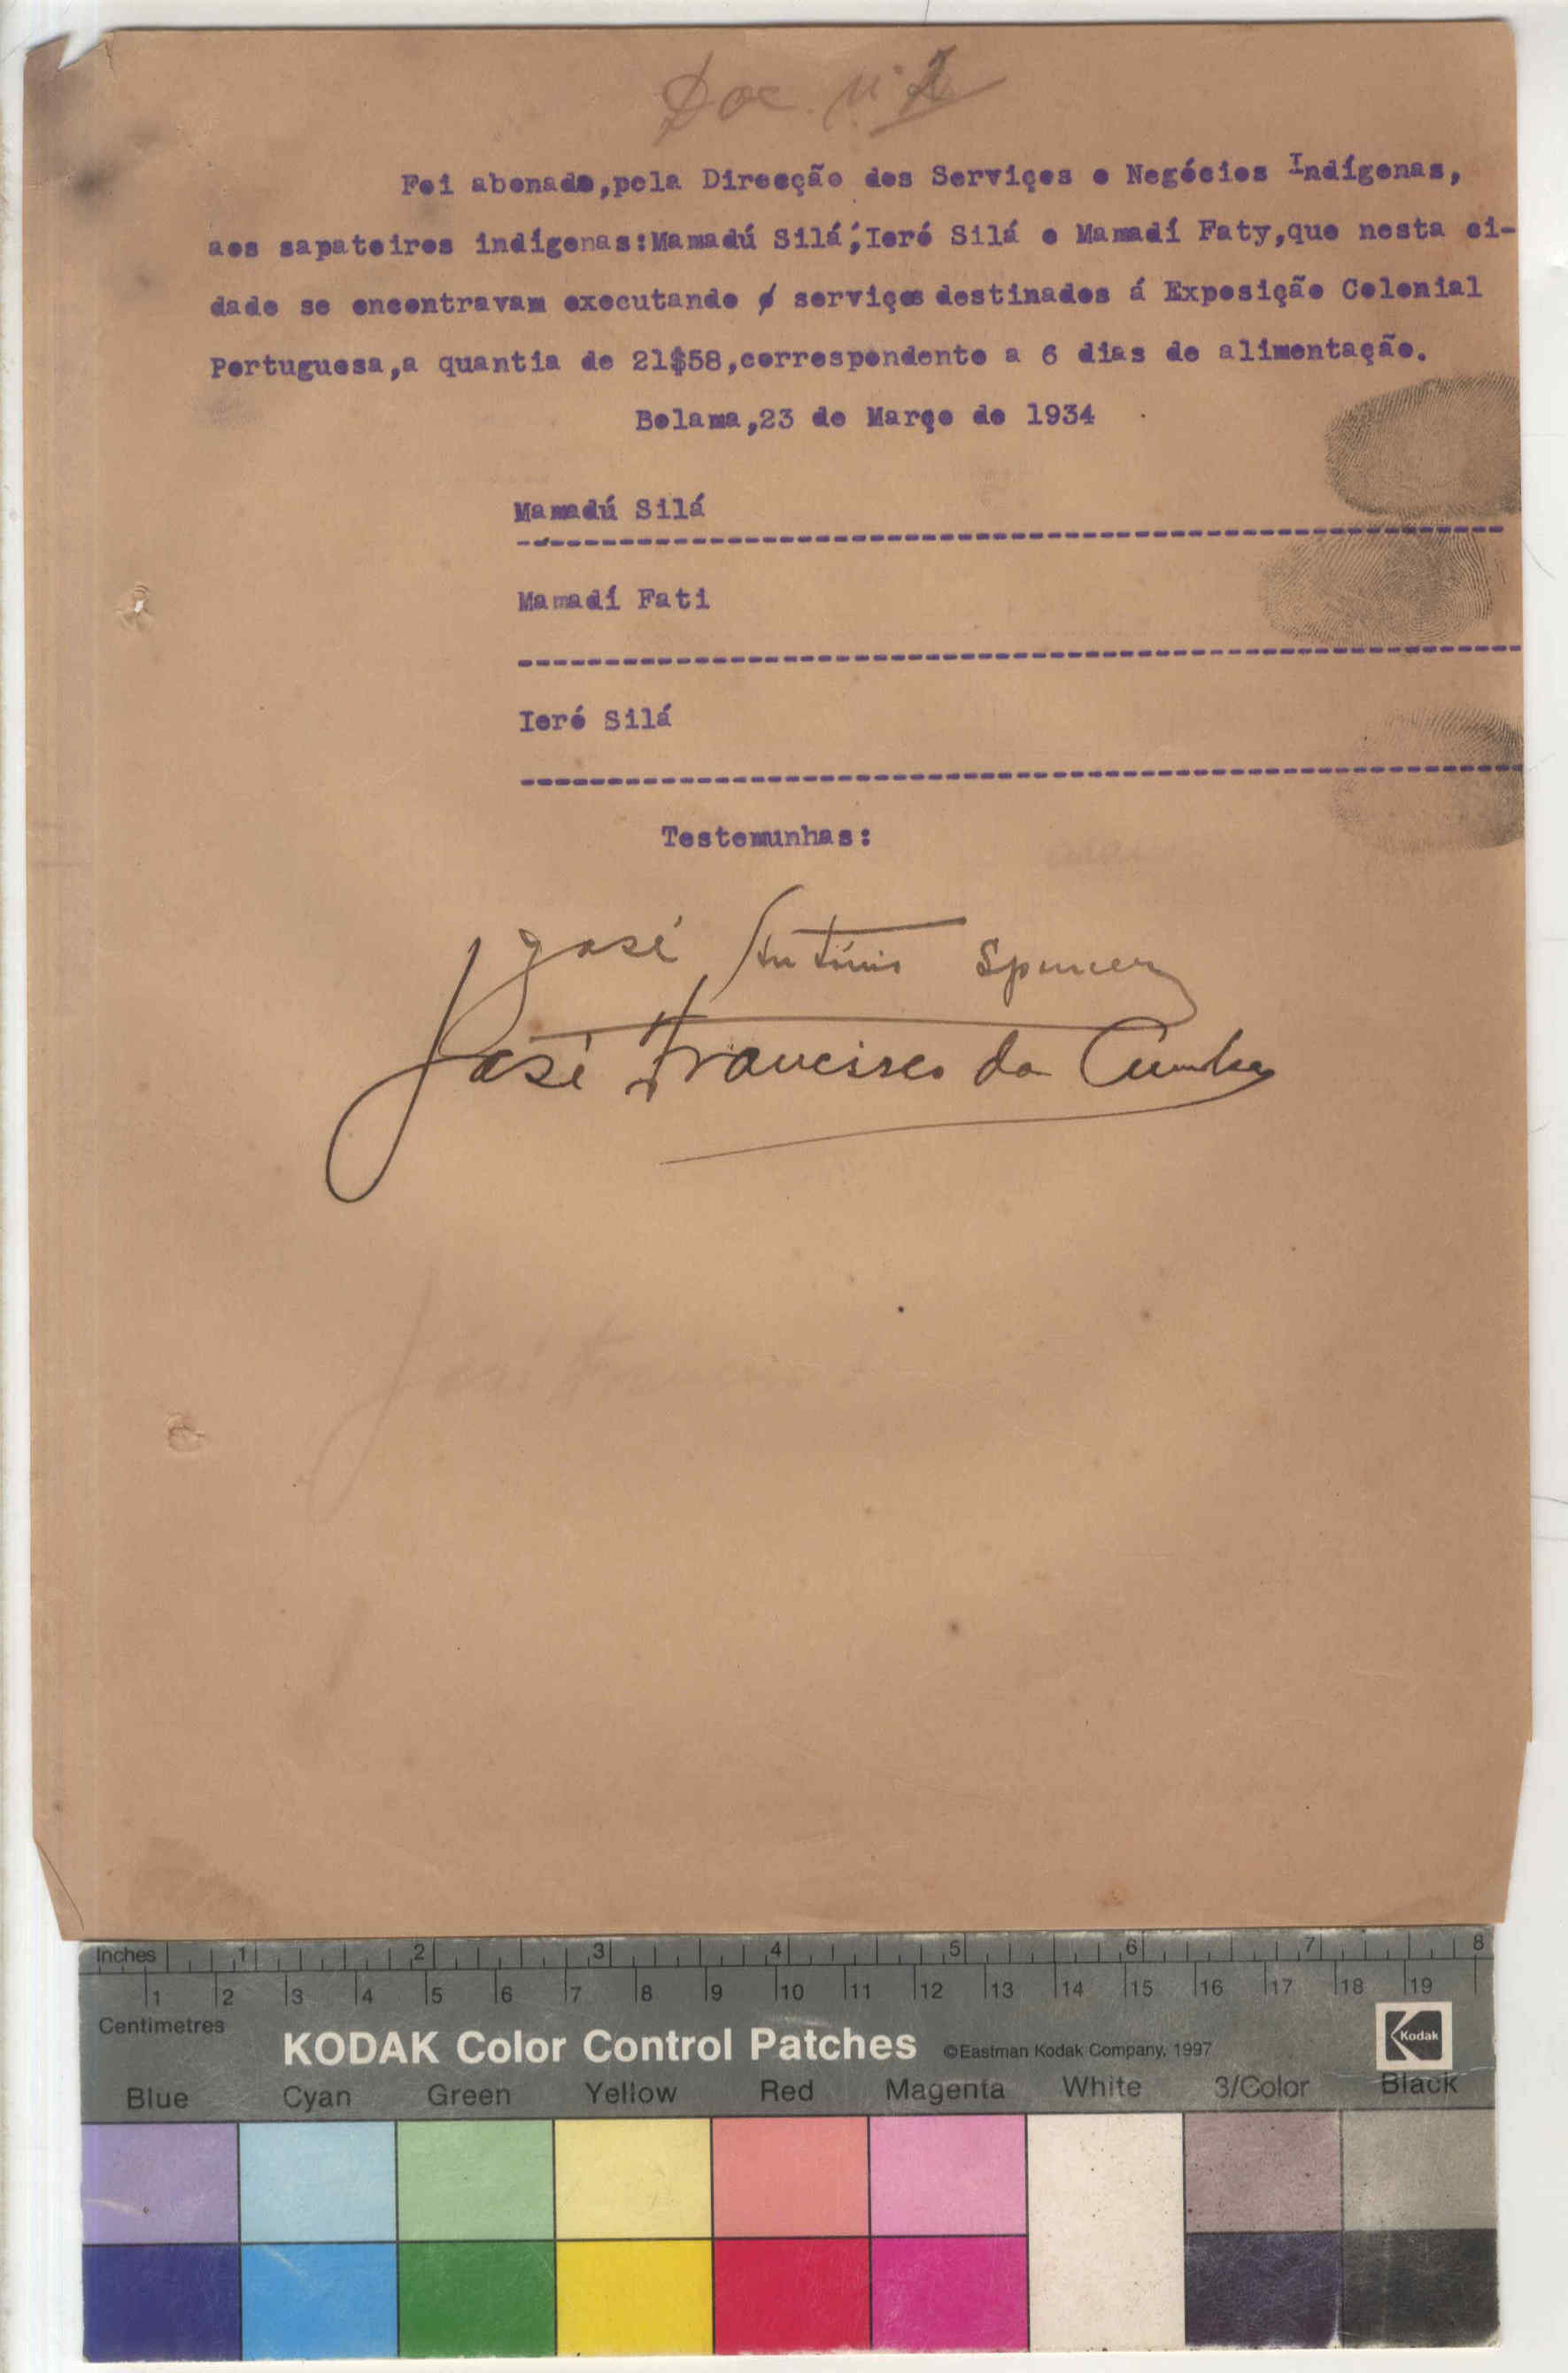 Doc. nº 2
Foi abonado,pela Direcção dos Serviços e Negócios Indígenas,
aos sapateiros indígenas:Mamadú Silá;Ieré Silá e Mamadí Faty,que nesta ci-
dade se encontravam executando serviços destinados á Exposição Colonial
Portuguesa,a quantia de 21$58,correspondente a 6 dias de alimentação.
Bolama,23 de Março de 1934
Mamadú Silá
Mamadí Fati
Ieré Silá
Testemunhas:
José António Spencer
José Francisco da Cunha
Inches 1 2 3 4 5 6 7 8
1 2 3 4 5 6 7 8 9 10 11 12 13 14 15 16 17 18 19
Centimetres
KODAK Color Control Patches ©Eastman Kodak Company, 1997 Kodak
Blue Cyan Green Yellow Red Magenta White 3/Color Black